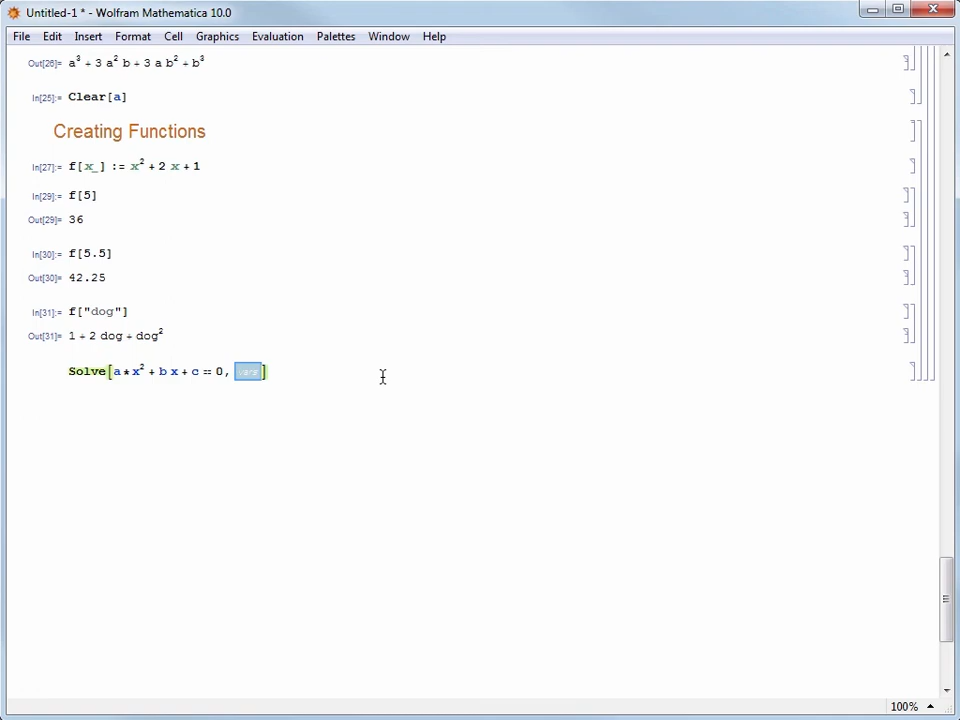 Untitled-1 * - Wolfram Mathematica 10.0
File Edit Insert Format Cell Graphics Evaluation Palettes Window Help
Out[26]= a³ + 3 a² b + 3 a b² + b³
In[25]:= Clear[a]
Creating Functions
In[27]:= f[x_] := x² + 2 x + 1
In[29]:= f[5]
Out[29]= 36
In[30]:= f[5.5]
Out[30]= 42.25
In[31]:= f["dog"]
Out[31]= 1 + 2 dog + dog²
Solve[a * x² + b x + c == 0, vars]
100%